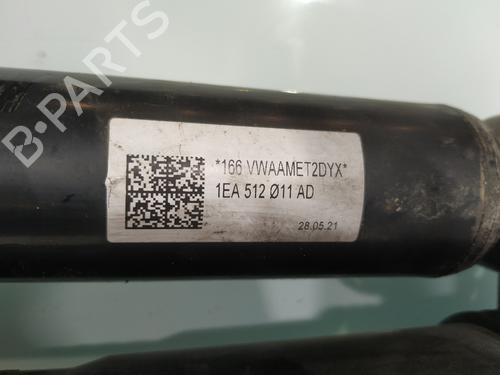 B-PARTS
*166 VWAAMET2DYX*
1EA 512 Ø11 AD
28.05.21